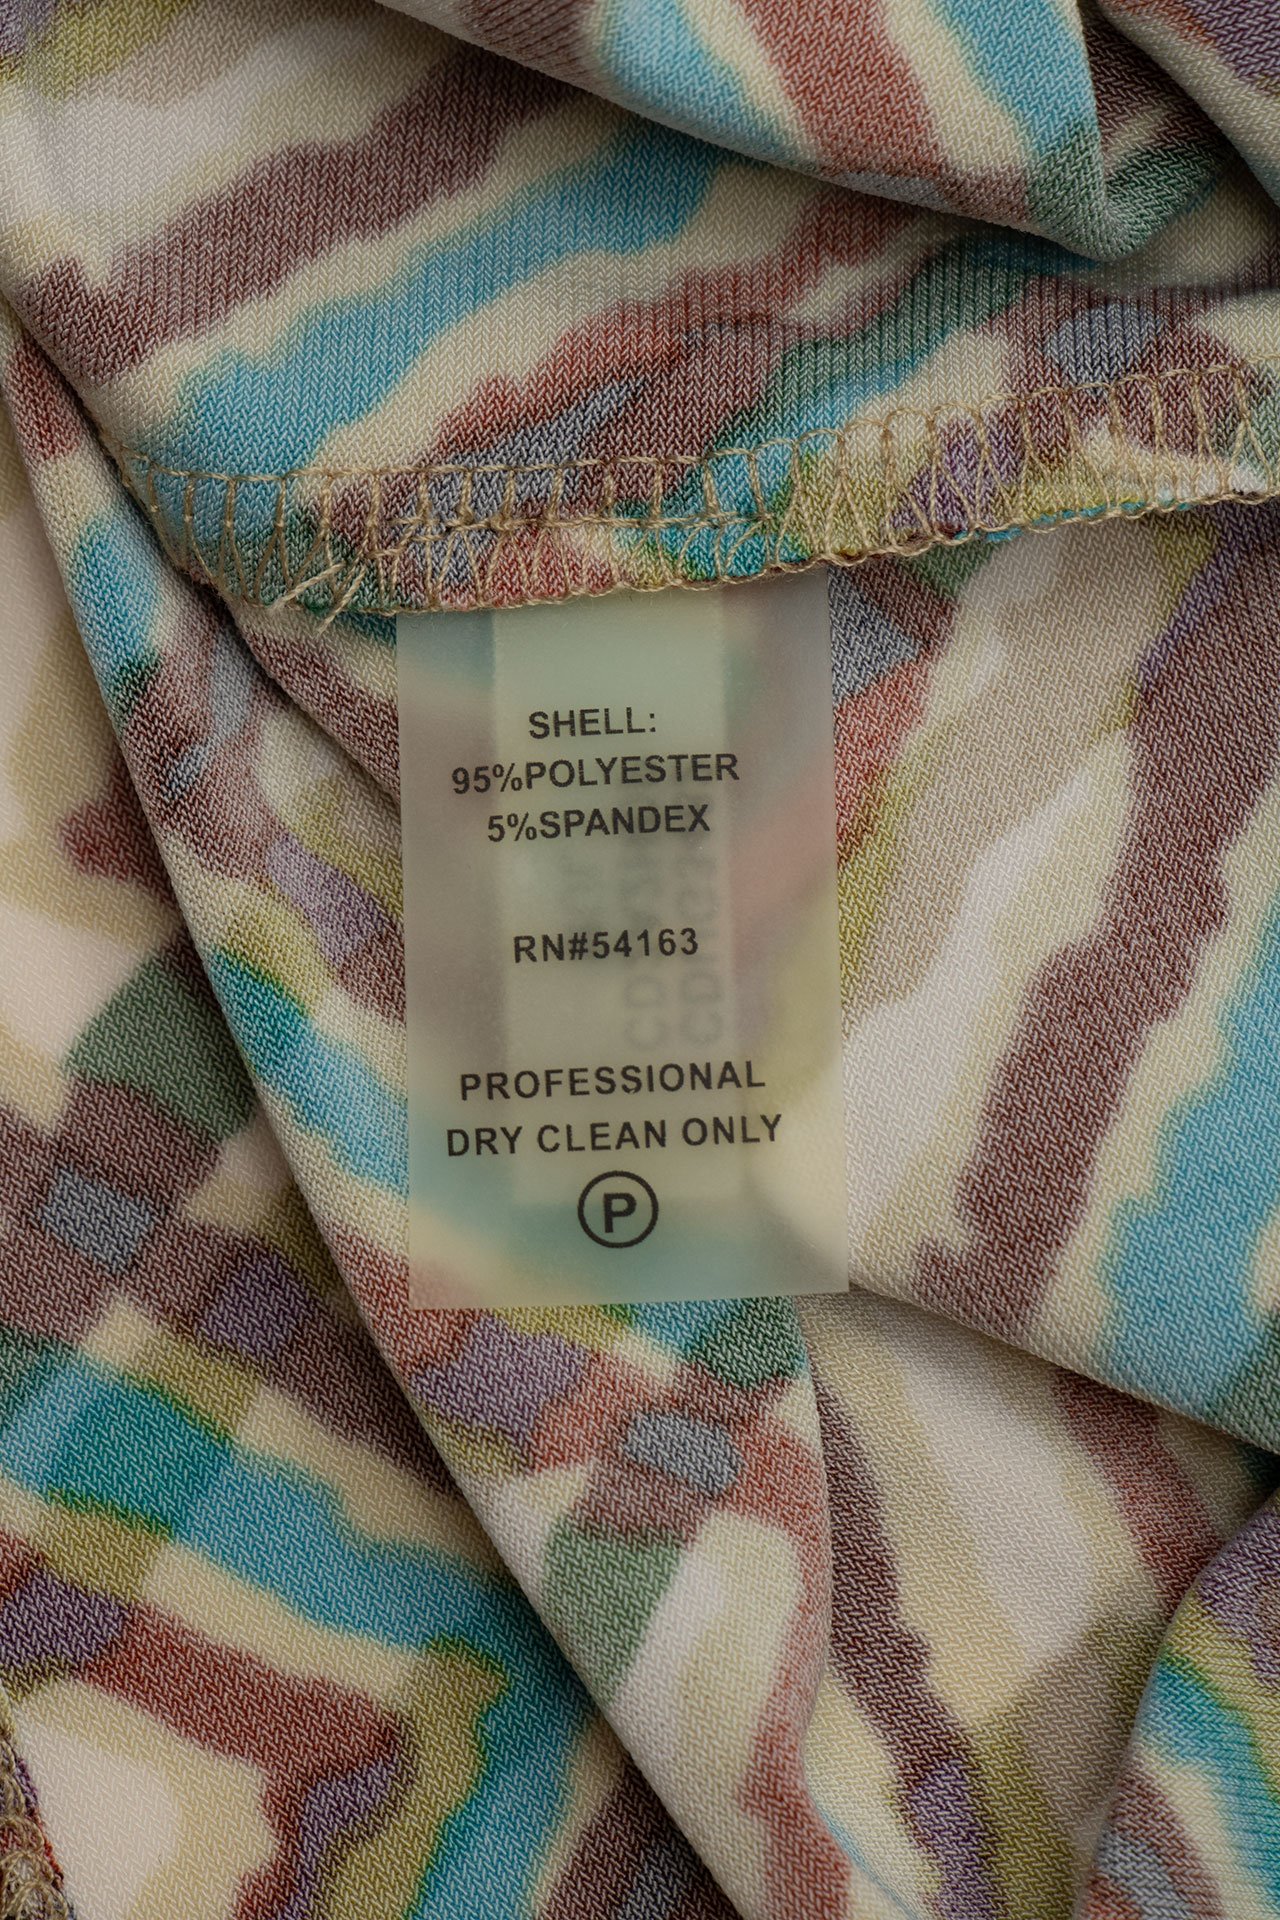 SHELL:
95%POLYESTER
5%SPANDEX
RN#54163
PROFESSIONAL
DRY CLEAN ONLY
P